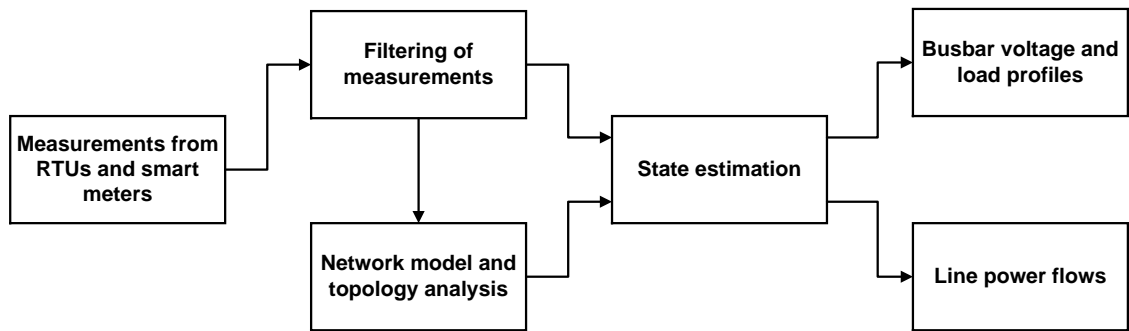 Measurements from
RTUs and smart
meters
Filtering of
measurements
Network model and
topology analysis
State estimation
Busbar voltage and
load profiles
Line power flows